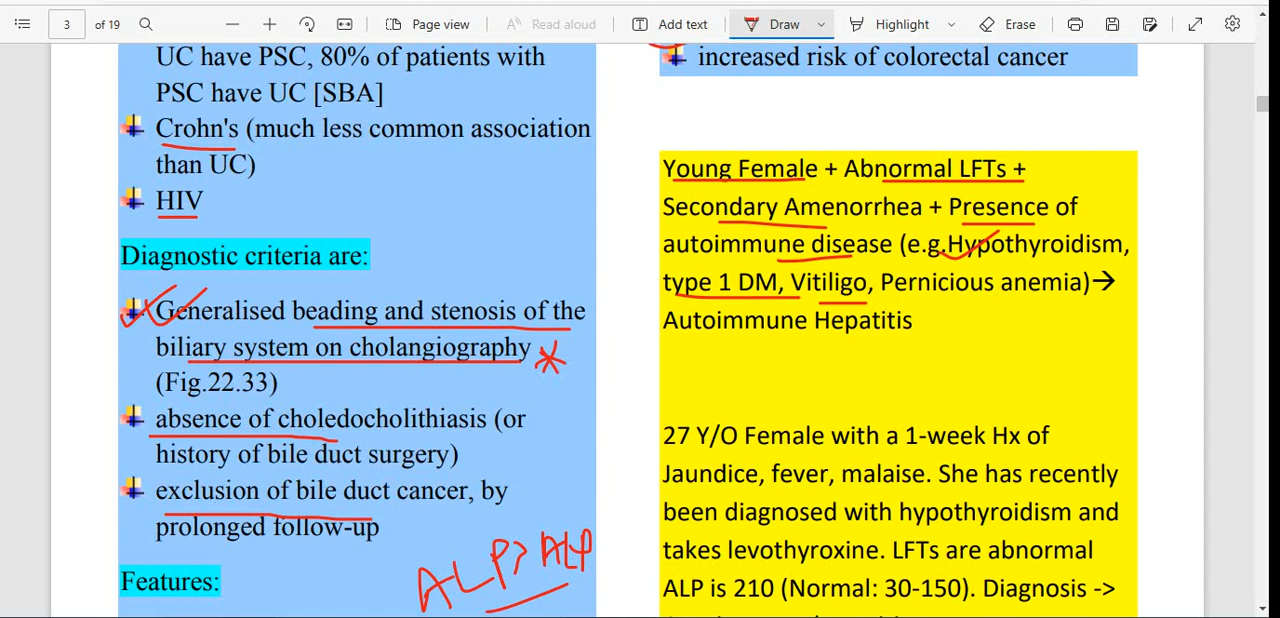 3 of 19
Page view
Read aloud
Add text
Draw
Highlight
Erase
UC have PSC, 80% of patients with
PSC have UC [SBA]
Crohn's (much less common association
than UC)
HIV
Diagnostic criteria are:
Generalised beading and stenosis of the
biliary system on cholangiography
(Fig.22.33)
absence of choledocholithiasis (or
history of bile duct surgery)
exclusion of bile duct cancer, by
prolonged follow-up
ALP> ALP
Features:
increased risk of colorectal cancer
Young Female + Abnormal LFTs +
Secondary Amenorrhea + Presence of
autoimmune disease (e.g.Hypothyroidism,
type 1 DM, Vitiligo, Pernicious anemia)→
Autoimmune Hepatitis
27 Y/O Female with a 1-week Hx of
Jaundice, fever, malaise. She has recently
been diagnosed with hypothyroidism and
takes levothyroxine. LFTs are abnormal
ALP is 210 (Normal: 30-150). Diagnosis ->